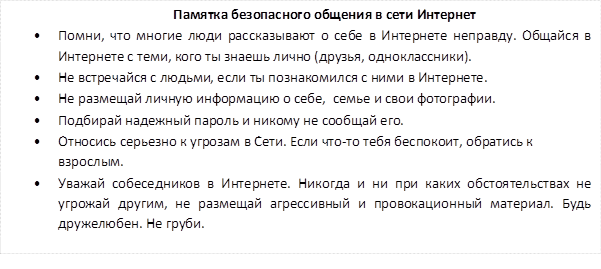 Памятка безопасного общения в сети Интернет
• Помни, что многие люди рассказывают о себе в Интернете неправду. Общайся в
Интернете с теми, кого ты знаешь лично (друзья, одноклассники).
• Не встречайся с людьми, если ты познакомился с ними в Интернете.
• Не размещай личную информацию о себе, семье и свои фотографии.
• Подбирай надежный пароль и никому не сообщай его.
• Относись серьезно к угрозам в Сети. Если что-то тебя беспокоит, обратись к
взрослым.
• Уважай собеседников в Интернете. Никогда и ни при каких обстоятельствах не
угрожай другим, не размещай агрессивный и провокационный материал. Будь
дружелюбен. Не груби.